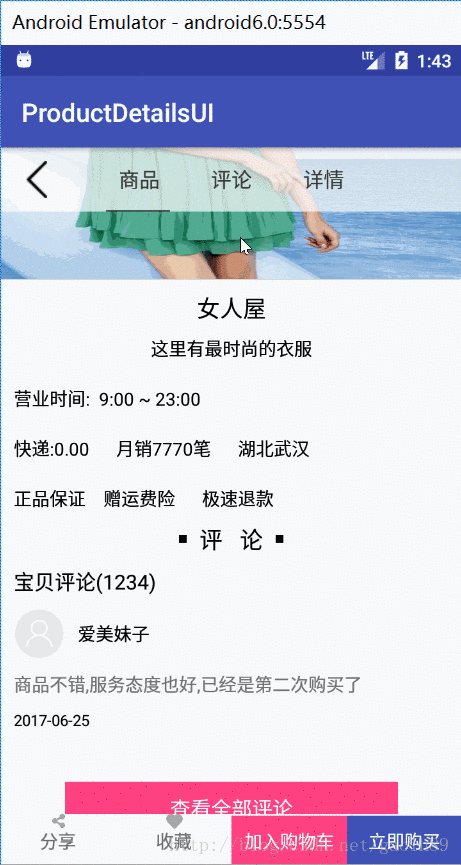 Android Emulator - android6.0:5554
LTE 1:43
ProductDetailsUI
商品 评论 详情
女人屋
这里有最时尚的衣服
营业时间: 9:00 ~ 23:00
快递:0.00 月销7770笔 湖北武汉
正品保证 赠运费险 极速退款
▪ 评 论 ▪
宝贝评论(1234)
爱美妹子
商品不错,服务态度也好,已经是第二次购买了
2017-06-25
查看全部评论
分享 收藏 加入购物车 立即购买